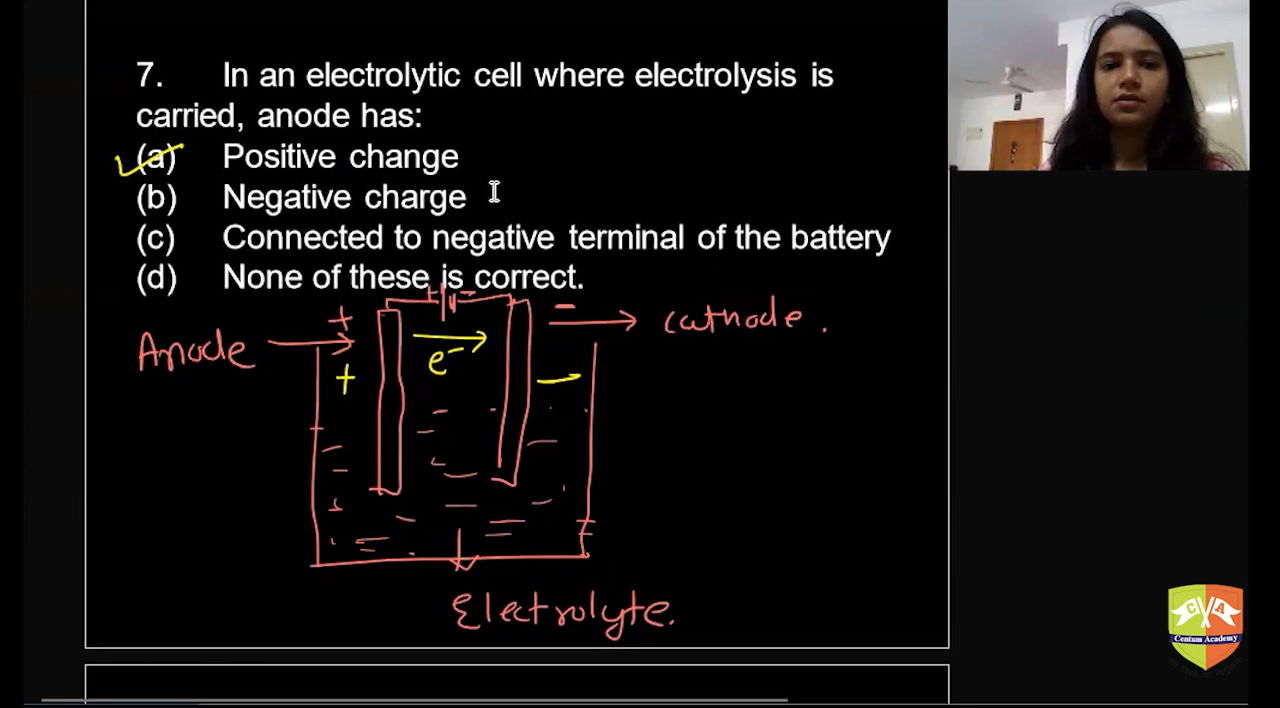 7. In an electrolytic cell where electrolysis is
carried, anode has:
(a) Positive change
(b) Negative charge
(c) Connected to negative terminal of the battery
(d) None of these is correct.
+ -
+ -
Anode cathode.
e-
+ -
Electrolyte.
C A
Centum Academy